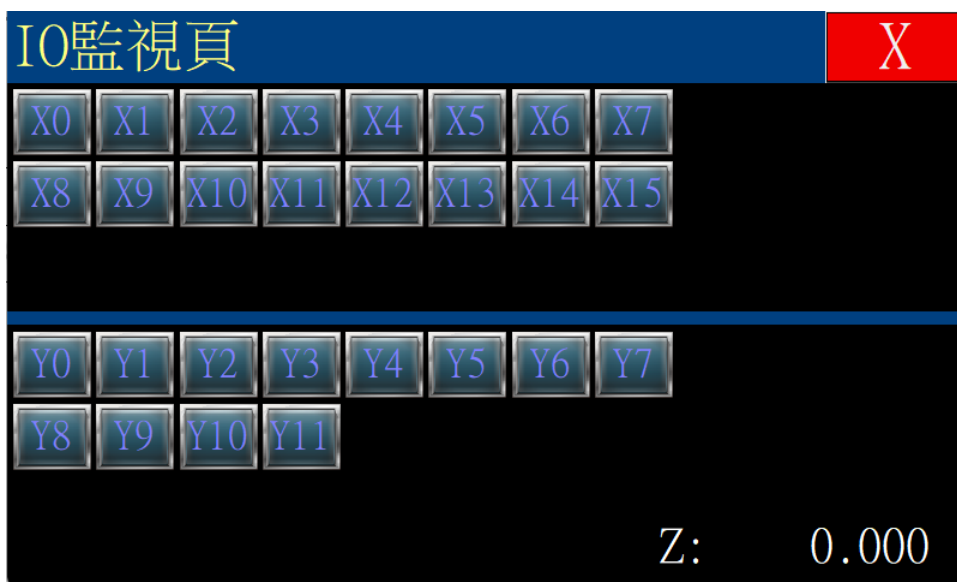 IO監視頁 X
X0 X1 X2 X3 X4 X5 X6 X7
X8 X9 X10 X11 X12 X13 X14 X15
Y0 Y1 Y2 Y3 Y4 Y5 Y6 Y7
Y8 Y9 Y10 Y11
Z: 0.000